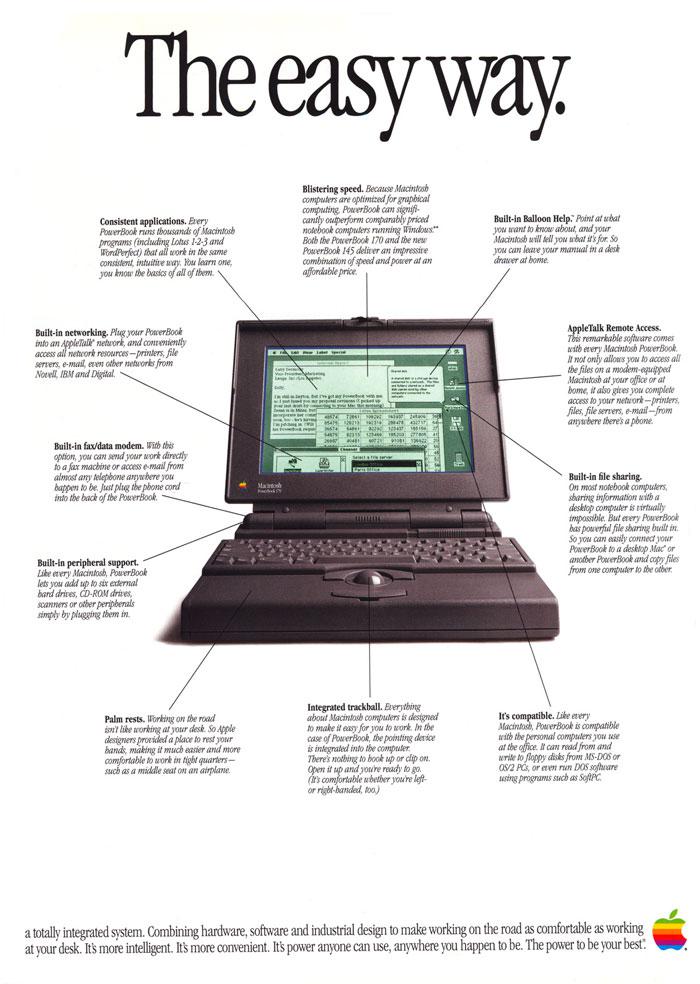 The easy way.
Blistering speed. Because Macintosh
computers are optimized for graphical
computing, PowerBook can signifi-
cantly outperform comparably priced
notebook computers running Windows.**
Both the PowerBook 170 and the new
PowerBook 145 deliver an impressive
combination of speed and power at an
affordable price.
Consistent applications. Every
PowerBook runs thousands of Macintosh
programs (including Lotus 1-2-3 and
WordPerfect) that all work in the same
consistent, intuitive way. You learn one,
you know the basics of all of them.
Built-in Balloon Help.™ Point at what
you want to know about, and your
Macintosh will tell you what it's for. So
you can leave your manual in a desk
drawer at home.
Built-in networking. Plug your PowerBook
into an AppleTalk® network, and conveniently
access all network resources—printers, file
servers, e-mail, even other networks from
Novell, IBM and Digital.
AppleTalk Remote Access.
This remarkable software comes
with every Macintosh PowerBook.
It not only allows you to access all
the files on a modem-equipped
Macintosh at your office or at
home, it also gives you complete
access to your network—printers,
files, file servers, e-mail—from
anywhere there's a phone.
File Edit View Label Special
Chooser
Select a file server:
Paris Office
Macintosh
PowerBook 170
Built-in fax/data modem. With this
option, you can send your work directly
to a fax machine or access e-mail from
almost any telephone anywhere you
happen to be. Just plug the phone cord
into the back of the PowerBook.
Built-in file sharing.
On most notebook computers,
sharing information with a
desktop computer is virtually
impossible. But every PowerBook
has powerful file sharing built in.
So you can easily connect your
PowerBook to a desktop Mac® or
another PowerBook and copy files
from one computer to the other.
Built-in peripheral support.
Like every Macintosh, PowerBook
lets you add up to six external
hard drives, CD-ROM drives,
scanners or other peripherals
simply by plugging them in.
Palm rests. Working on the road
isn't like working at your desk. So Apple
designers provided a place to rest your
hands, making it much easier and more
comfortable to work in tight quarters—
such as a middle seat on an airplane.
Integrated trackball. Everything
about Macintosh computers is designed
to make it easy for you to work. In the
case of PowerBook, the pointing device
is integrated into the computer.
There's nothing to hook up or clip on.
Open it up and you're ready to go.
(It's comfortable whether you're left-
or right-handed, too.)
It's compatible. Like every
Macintosh, PowerBook is compatible
with the personal computers you use
at the office. It can read from and
write to floppy disks from MS-DOS or
OS/2 PCs, or even run DOS software
using programs such as SoftPC.
a totally integrated system. Combining hardware, software and industrial design to make working on the road as comfortable as working
at your desk. It's more intelligent. It's more convenient. It's power anyone can use, anywhere you happen to be. The power to be your best.®